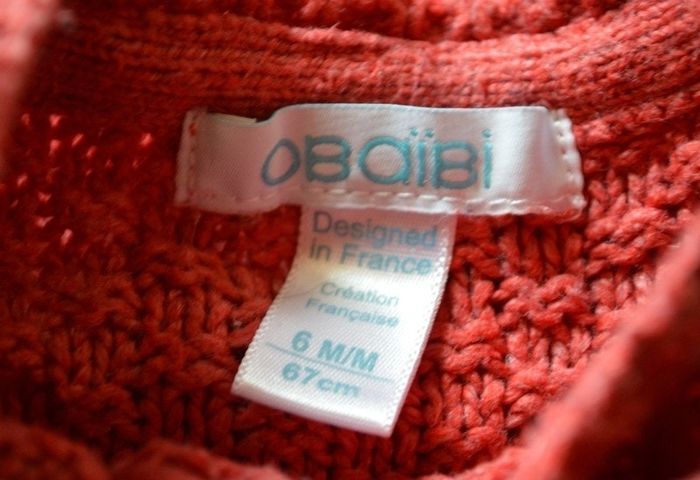 OBaïBi
Designed
in France
Création
Française
6 M/M
67cm